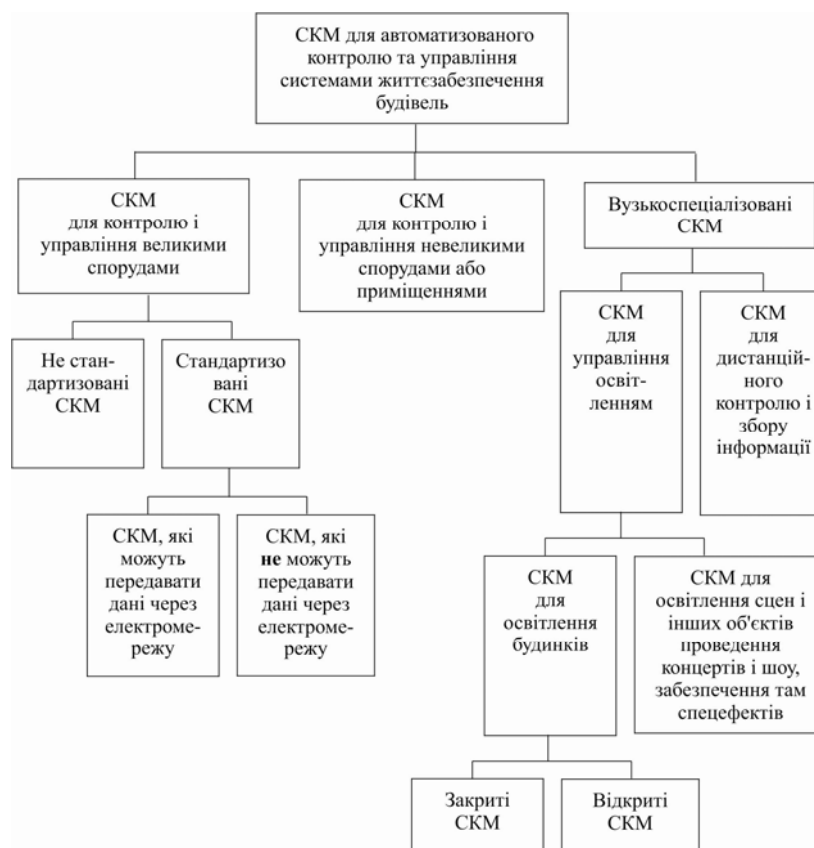 СКМ для автоматизованого
контролю та управління
системами життєзабезпечення
будівель
СКМ
для контролю і
управління великими
спорудами
СКМ
для контролю і
управління невеликими
спорудами або
приміщеннями
Вузькоспеціалізовані
СКМ
Не стан-
дартизовані
СКМ
Стандартизо
вані
СКМ
СКМ
для
управління
освіт-
ленням
СКМ
для
дистанцій-
ного
контролю і
збору
інформації
СКМ, які
можуть
передавати
дані через
електроме-
режу
СКМ, які
не можуть
передавати
дані через
електроме-
режу
СКМ
для
освітлення
будинків
СКМ для
освітлення сцен і
інших об'єктів
проведення
концертів і шоу,
забезпечення там
спецефектів
Закриті
СКМ
Відкриті
СКМ